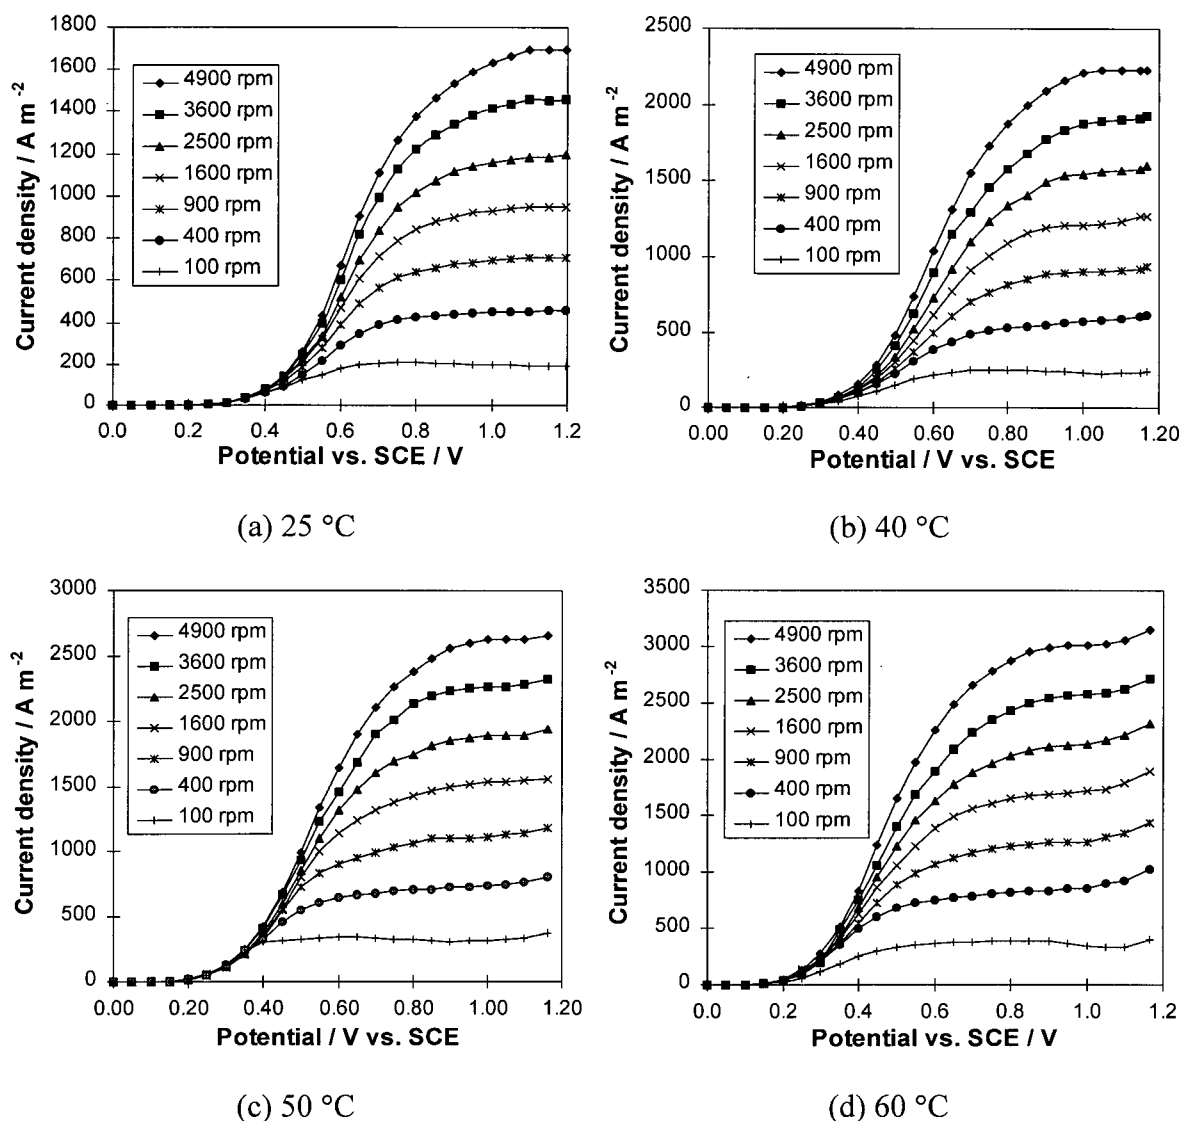 1800
1600
1400
1200
1000
800
600
400
200
0
0.0 0.2 0.4 0.6 0.8 1.0 1.2
Current density / A m⁻²
Potential vs. SCE / V
4900 rpm
3600 rpm
2500 rpm
1600 rpm
900 rpm
400 rpm
100 rpm
(a) 25 °C
2500
2000
1500
1000
500
0
0.00 0.20 0.40 0.60 0.80 1.00 1.20
Current density / A m⁻²
Potential / V vs. SCE
4900 rpm
3600 rpm
2500 rpm
1600 rpm
900 rpm
400 rpm
100 rpm
(b) 40 °C
3000
2500
2000
1500
1000
500
0
0.00 0.20 0.40 0.60 0.80 1.00 1.20
Current density / A m⁻²
Potential / V vs. SCE
4900 rpm
3600 rpm
2500 rpm
1600 rpm
900 rpm
400 rpm
100 rpm
(c) 50 °C
3500
3000
2500
2000
1500
1000
500
0
0.0 0.2 0.4 0.6 0.8 1.0 1.2
Current density / A m⁻²
Potential / V vs. SCE
4900 rpm
3600 rpm
2500 rpm
1600 rpm
900 rpm
400 rpm
100 rpm
(d) 60 °C